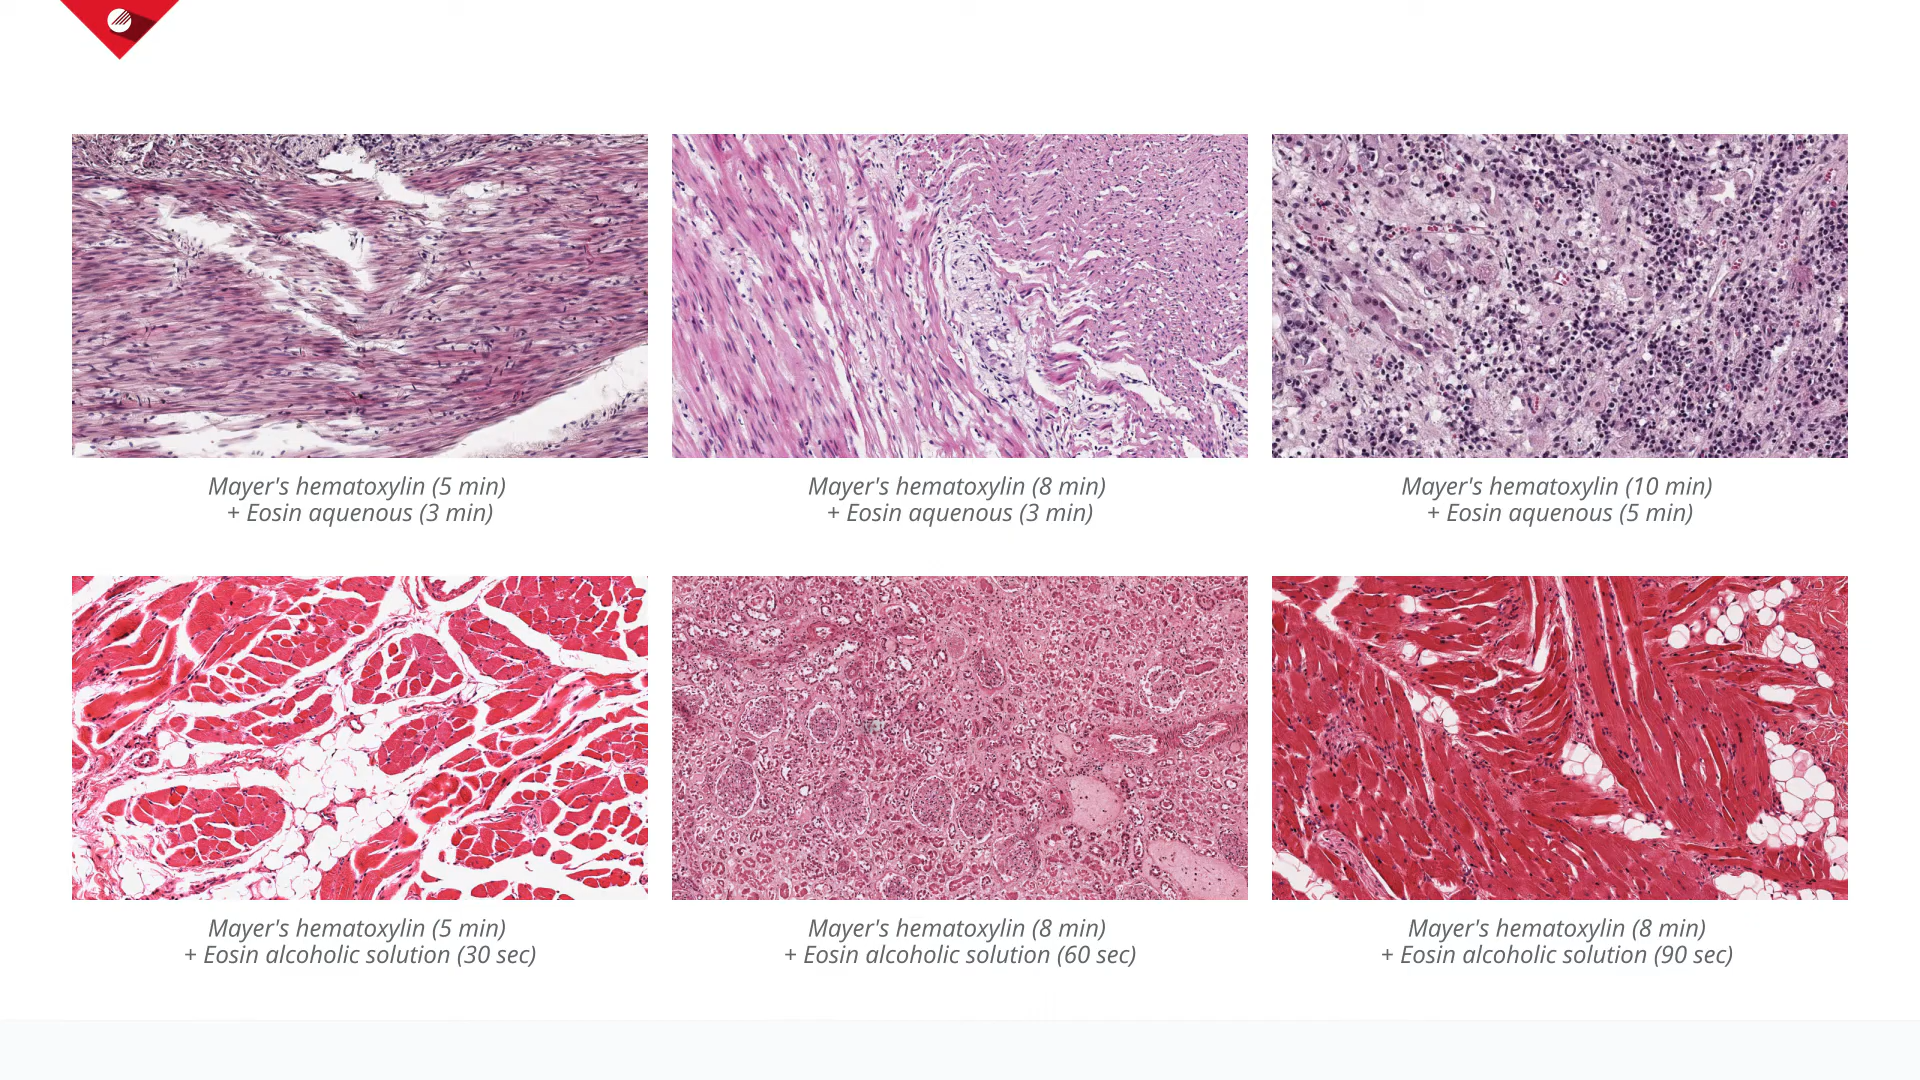 Mayer's hematoxylin (5 min)
+ Eosin aquenous (3 min)
Mayer's hematoxylin (8 min)
+ Eosin aquenous (3 min)
Mayer's hematoxylin (10 min)
+ Eosin aquenous (5 min)
Mayer's hematoxylin (5 min)
+ Eosin alcoholic solution (30 sec)
Mayer's hematoxylin (8 min)
+ Eosin alcoholic solution (60 sec)
Mayer's hematoxylin (8 min)
+ Eosin alcoholic solution (90 sec)